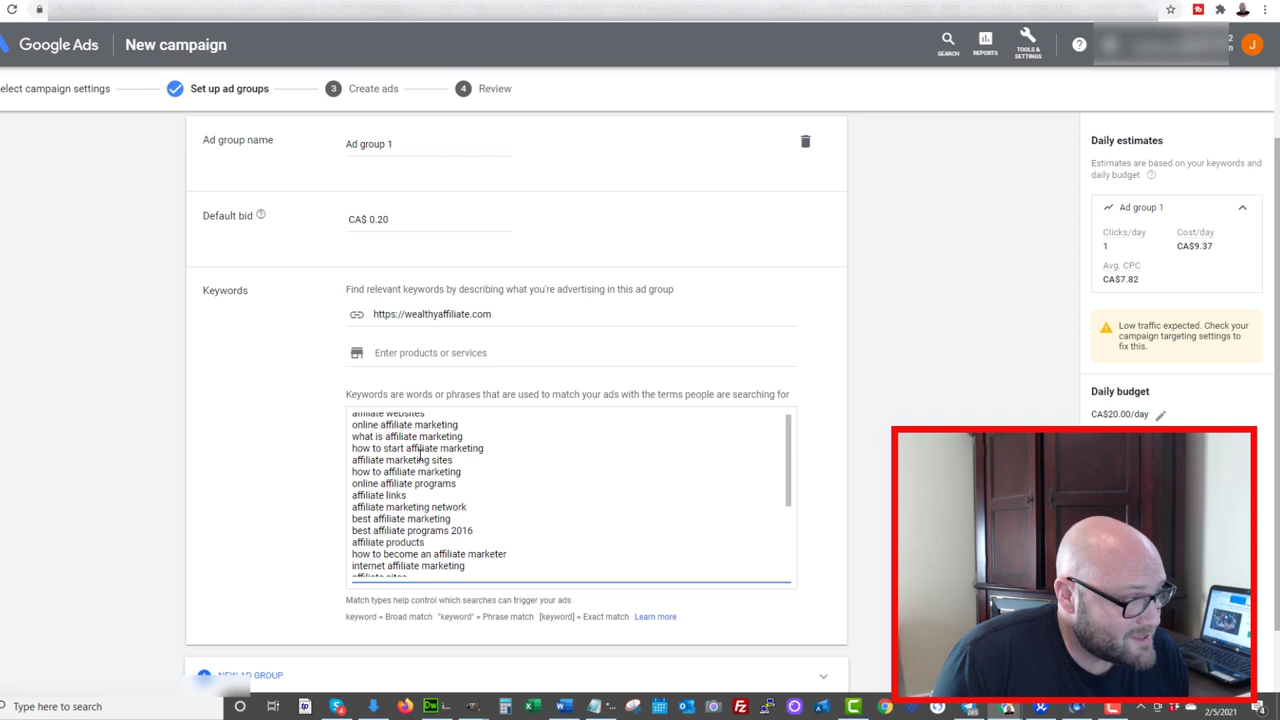 Google Ads
New campaign
SEARCH
REPORTS
TOOLS &
SETTINGS
2
J
elect campaign settings
Set up ad groups
3
Create ads
4
Review
Ad group name
Ad group 1
Default bid
CA$ 0.20
Keywords
Find relevant keywords by describing what you're advertising in this ad group
https://wealthyaffiliate.com
Enter products or services
Keywords are words or phrases that are used to match your ads with the terms people are searching for
affiliate websites
online affiliate marketing
what is affiliate marketing
how to start affiliate marketing
affiliate marketing sites
how to affiliate marketing
online affiliate programs
affiliate links
affiliate marketing network
best affiliate marketing
best affiliate programs 2016
affiliate products
how to become an affiliate marketer
internet affiliate marketing
affiliate sites
Match types help control which searches can trigger your ads
keyword = Broad match "keyword" = Phrase match [keyword] = Exact match Learn more
NEW AD GROUP
Daily estimates
Estimates are based on your keywords and
daily budget
Ad group 1
Clicks/day
Cost/day
1
CA$9.37
Avg. CPC
CA$7.82
Low traffic expected. Check your
campaign targeting settings to
fix this.
Daily budget
CA$20.00/day
Type here to search
2/5/2021